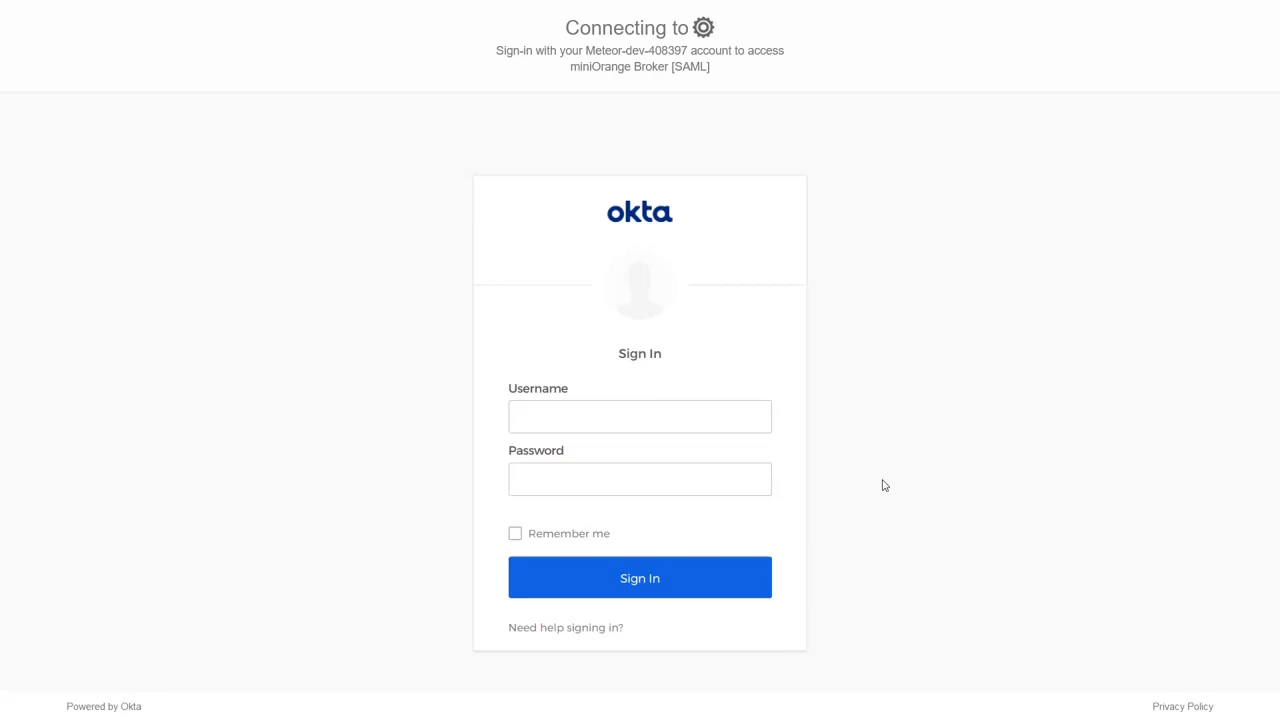 Connecting to
Sign-in with your Meteor-dev-408397 account to access
miniOrange Broker [SAML]
okta
Sign In
Username
Password
Remember me
Sign In
Need help signing in?
Powered by Okta
Privacy Policy